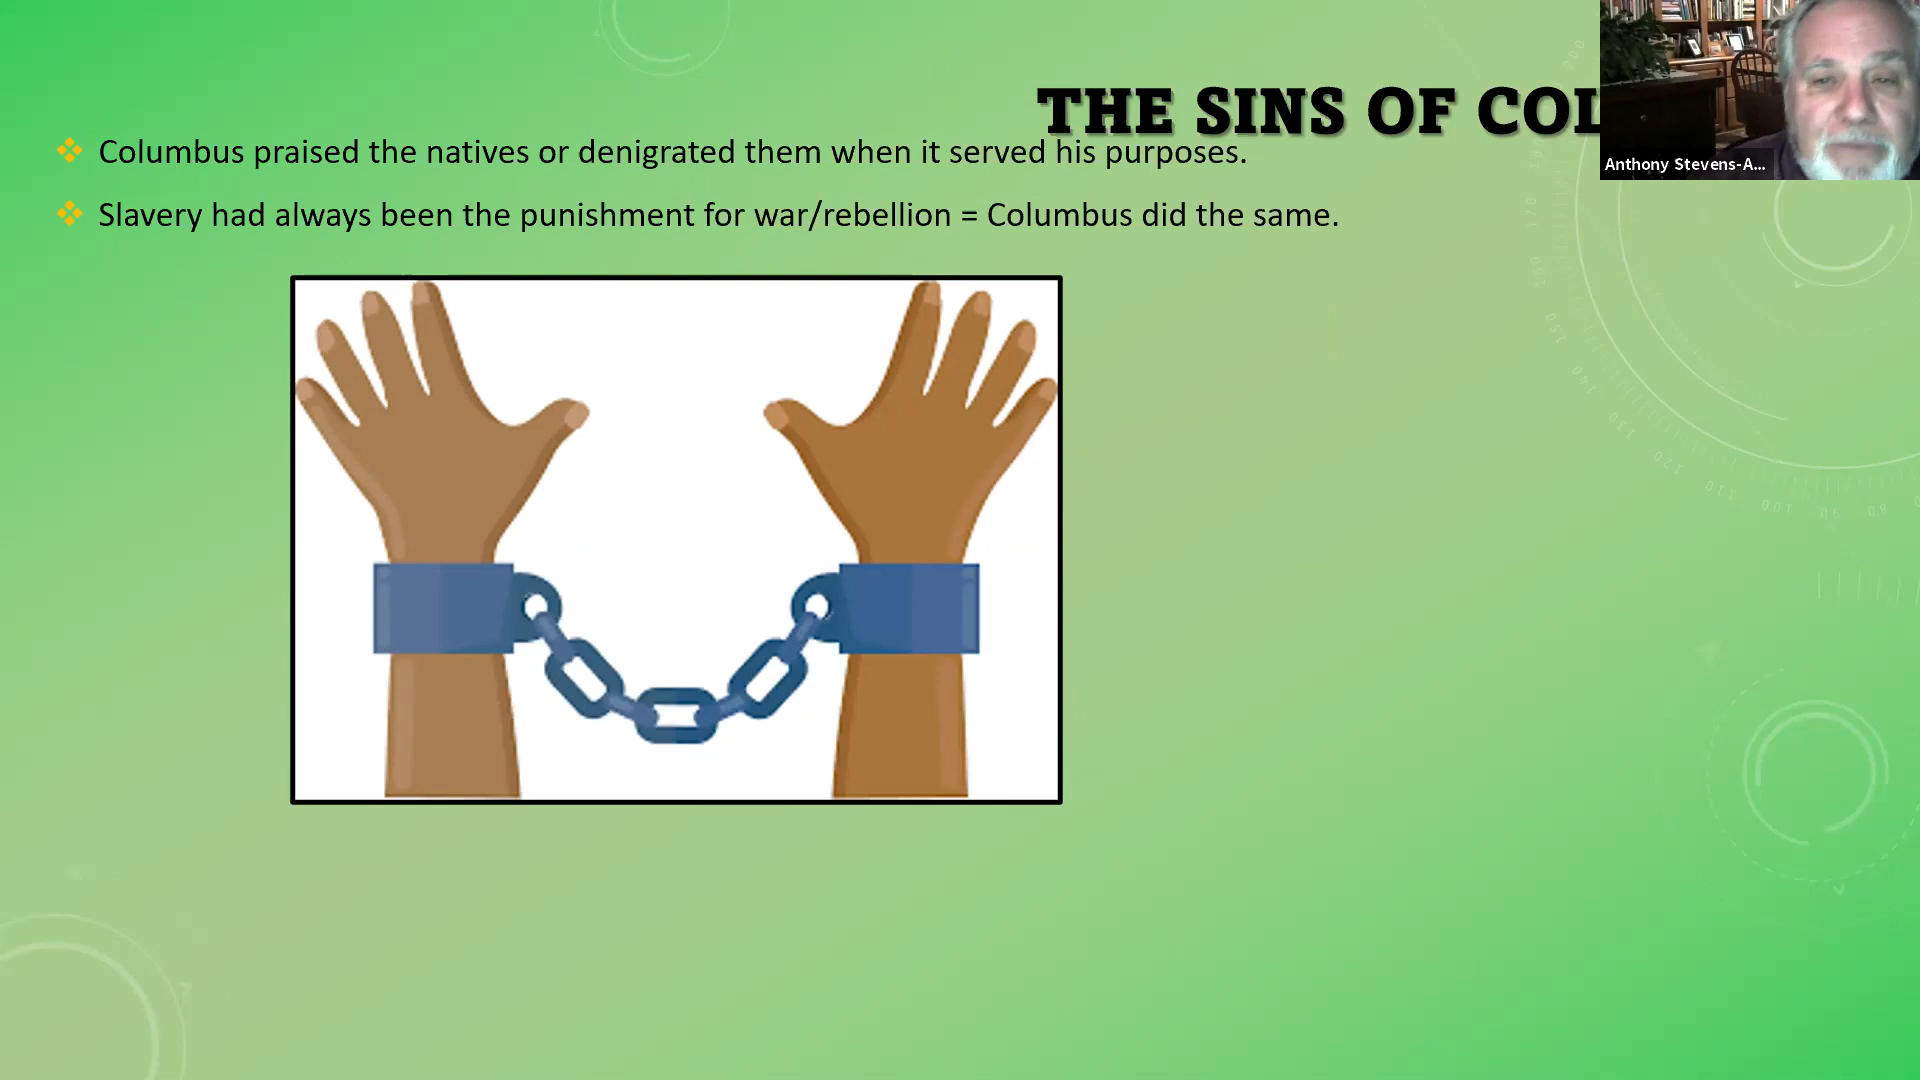 THE SINS OF COL
Columbus praised the natives or denigrated them when it served his purposes.
Anthony Stevens-A...
Slavery had always been the punishment for war/rebellion = Columbus did the same.